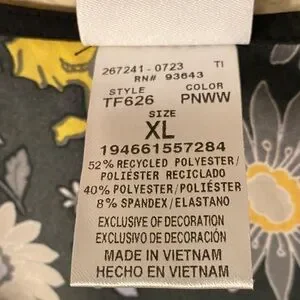 267241-0723 TI
RN# 93643
STYLE COLOR
TF626 PNWW
SIZE
XL
194661557284
52% RECYCLED POLYESTER/
POLIÉSTER RECICLADO
40% POLYESTER/POLIÉSTER
8% SPANDEX/ELASTANO
EXCLUSIVE OF DECORATION
EXCLUSIVO DE DECORACIÓN
MADE IN VIETNAM
HECHO EN VIETNAM